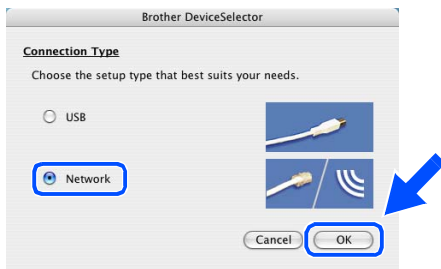 Brother DeviceSelector
Connection Type
Choose the setup type that best suits your needs.
USB
Network
Cancel
OK